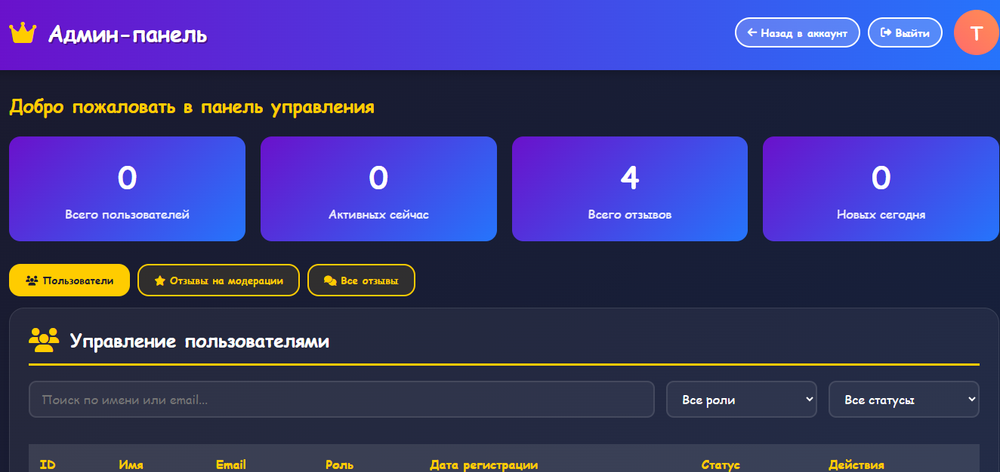 Админ-панель
Назад в аккаунт
Выйти
T
Добро пожаловать в панель управления
0
Всего пользователей
0
Активных сейчас
4
Всего отзывов
0
Новых сегодня
Пользователи
Отзывы на модерации
Все отзывы
Управление пользователями
Поиск по имени или email...
Все роли
Все статусы
ID Имя Email Роль Дата регистрации Статус Действия